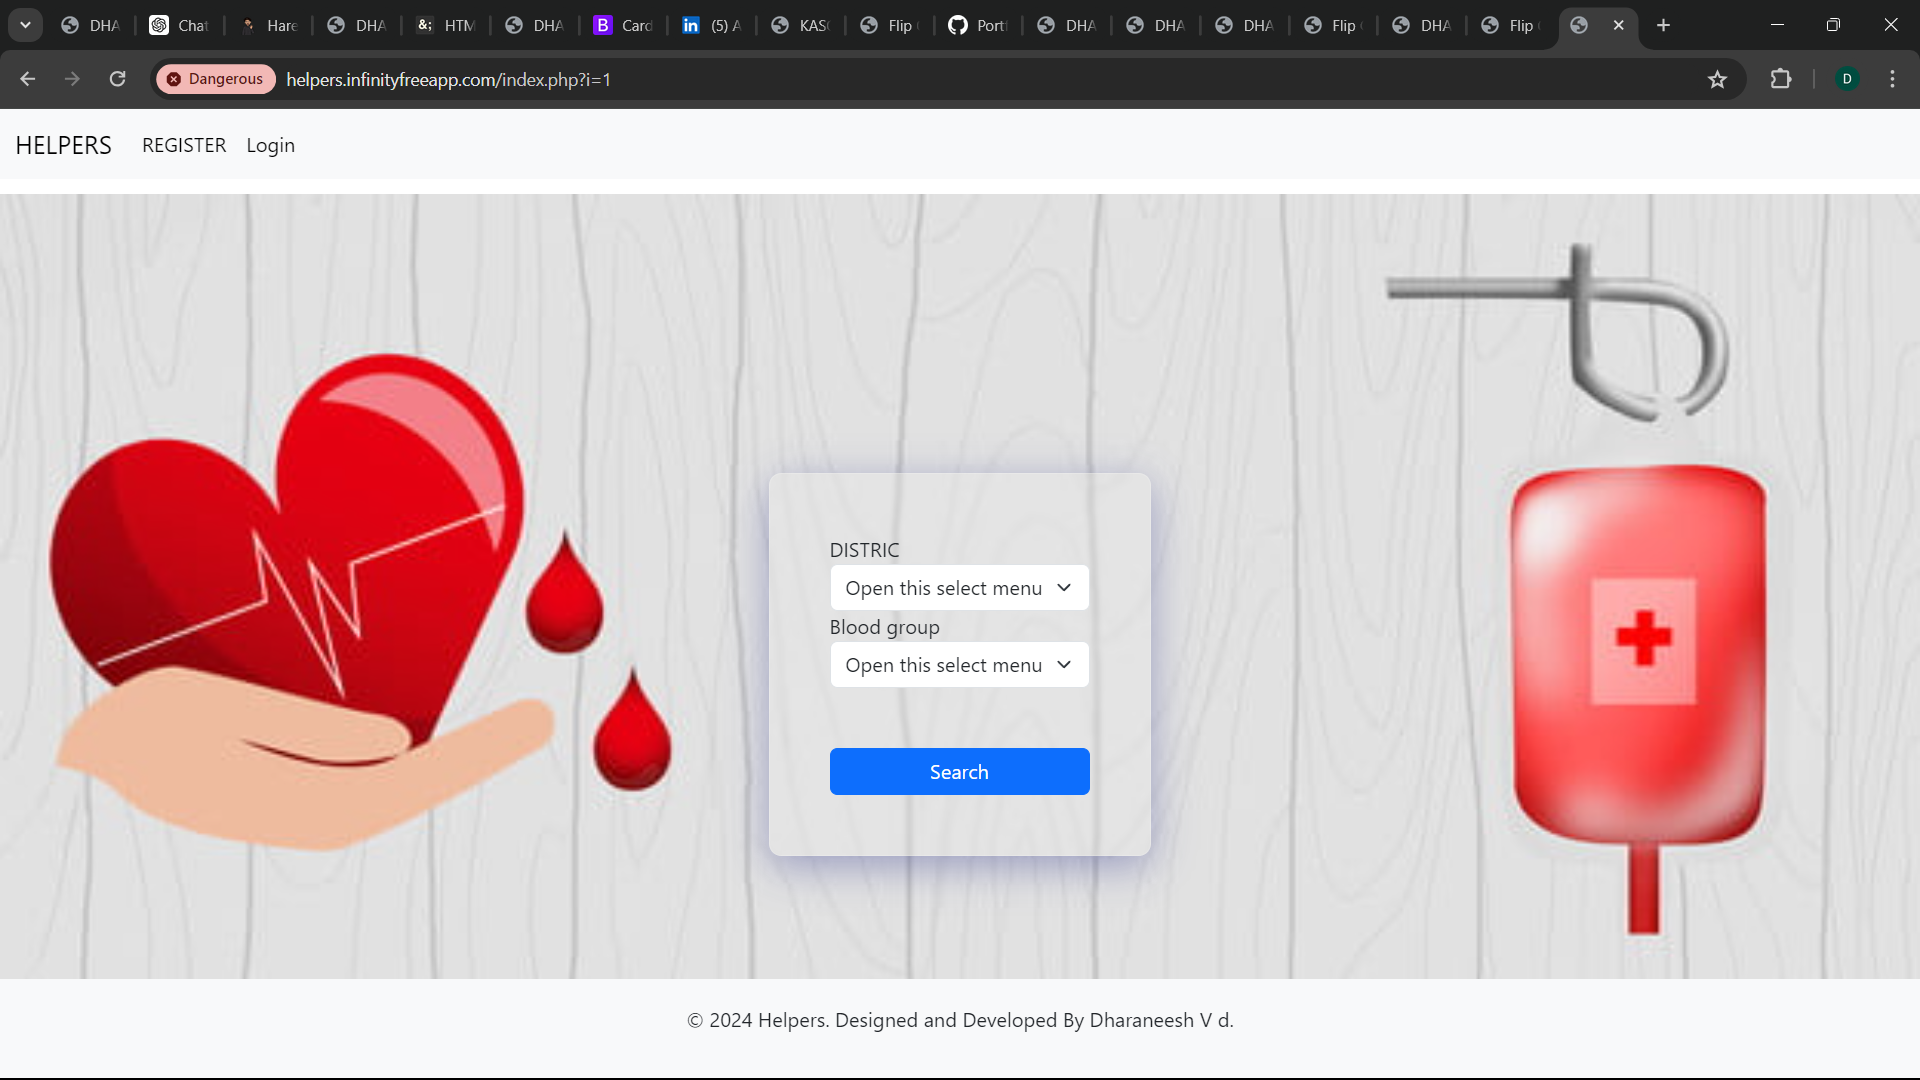 DHA Chat Hare DHA HTM DHA B Card in (5) A KAS Flip Port DHA DHA DHA Flip DHA Flip
Dangerous helpers.infinityfreeapp.com/index.php?i=1 D
HELPERS REGISTER Login
DISTRIC
Open this select menu
Blood group
Open this select menu
Search
© 2024 Helpers. Designed and Developed By Dharaneesh V d.